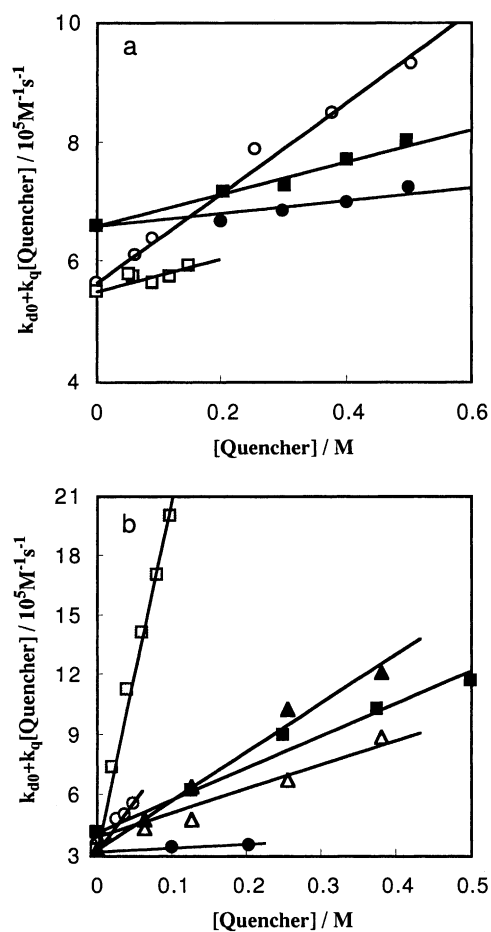 a
10
8
6
4
0 0.2 0.4 0.6
[Quencher] / M
k_d0+k_q[Quencher] / 10^5M^-1s^-1
b
21
18
15
12
9
6
3
0 0.1 0.2 0.3 0.4 0.5
[Quencher] / M
k_d0+k_q[Quencher] / 10^5M^-1s^-1